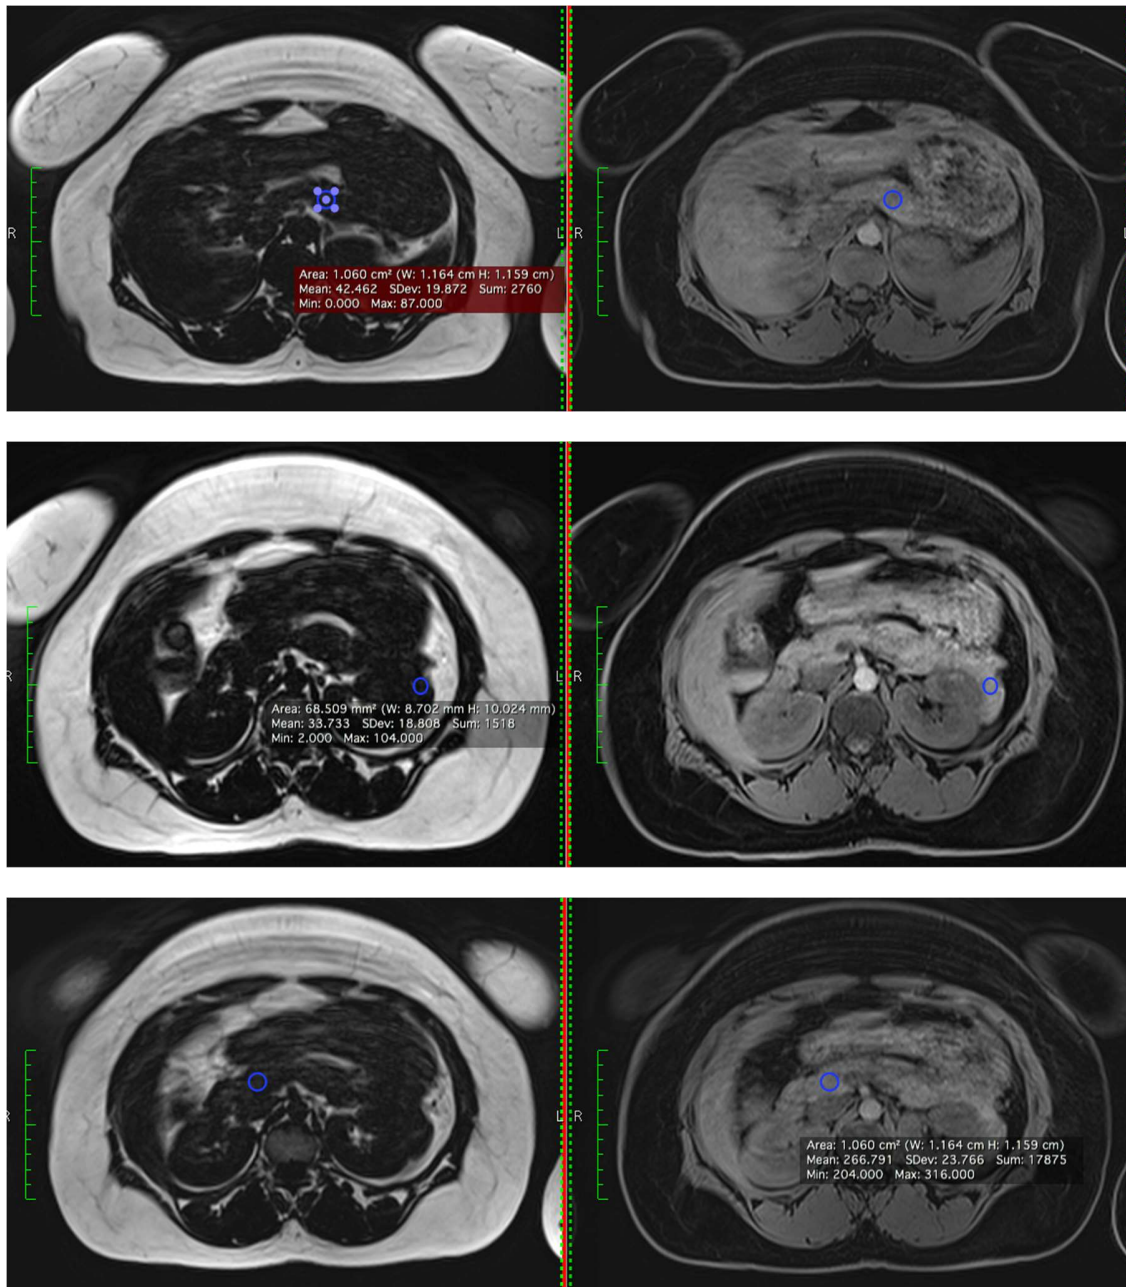 R
L
R
L
Area: 1.060 cm² (W: 1.164 cm H: 1.159 cm)
Mean: 42.462 SDev: 19.872 Sum: 2760
Min: 0.000 Max: 87.000
R
L
R
L
Area: 68.509 mm² (W: 8.702 mm H: 10.024 mm)
Mean: 33.733 SDev: 18.808 Sum: 1518
Min: 2.000 Max: 104.000
R
L
R
L
Area: 1.060 cm² (W: 1.164 cm H: 1.159 cm)
Mean: 266.791 SDev: 23.766 Sum: 17875
Min: 204.000 Max: 316.000